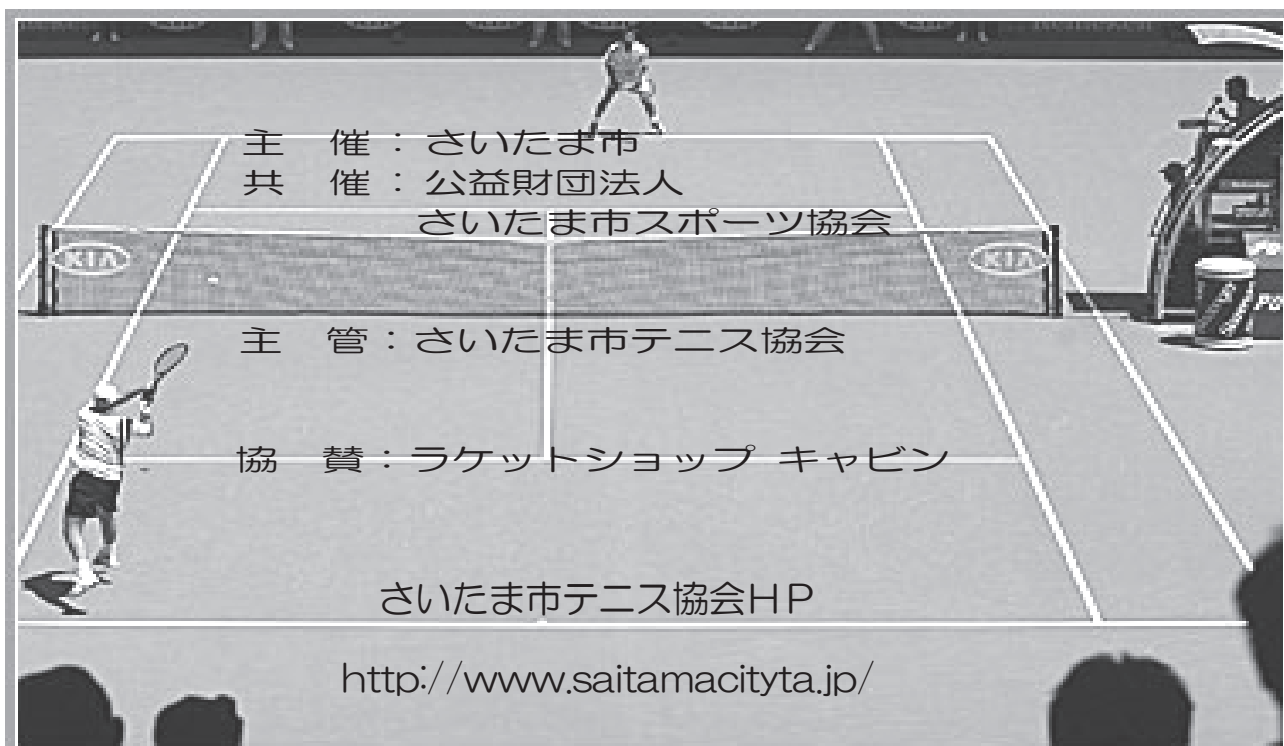 主　催：さいたま市
共　催：公益財団法人
さいたま市スポーツ協会
KIA KIA
主　管：さいたま市テニス協会
協　賛：ラケットショップ キャビン
さいたま市テニス協会HP
http://www.saitamacityta.jp/